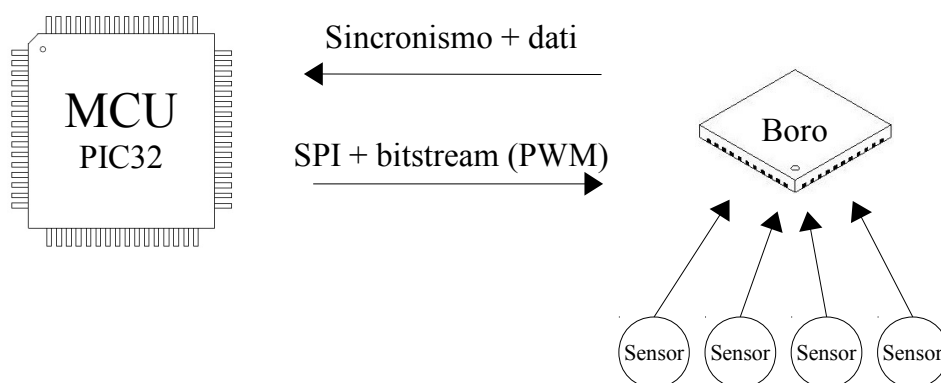 Sincronismo + dati
MCU
PIC32
Boro
SPI + bitstream (PWM)
Sensor
Sensor
Sensor
Sensor